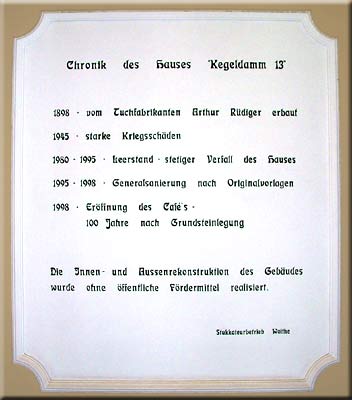 Chronik des Hauses "Kegeldamm 13"
1898 - vom Tuchfabrikanten Arthur Rüdiger erbaut
1945 - starke Kriegsschäden
1980 - 1995 - Leerstand - stetiger Verfall des Hauses
1995 - 1998 - Generalsanierung nach Originalvorlagen
1998 - Eröffnung des Café's -
100 Jahre nach Grundsteinlegung
Die Innen- und Aussenrekonstruktion des Gebäudes
wurde ohne öffentliche Fördermittel realisiert.
Stukkateurbetrieb